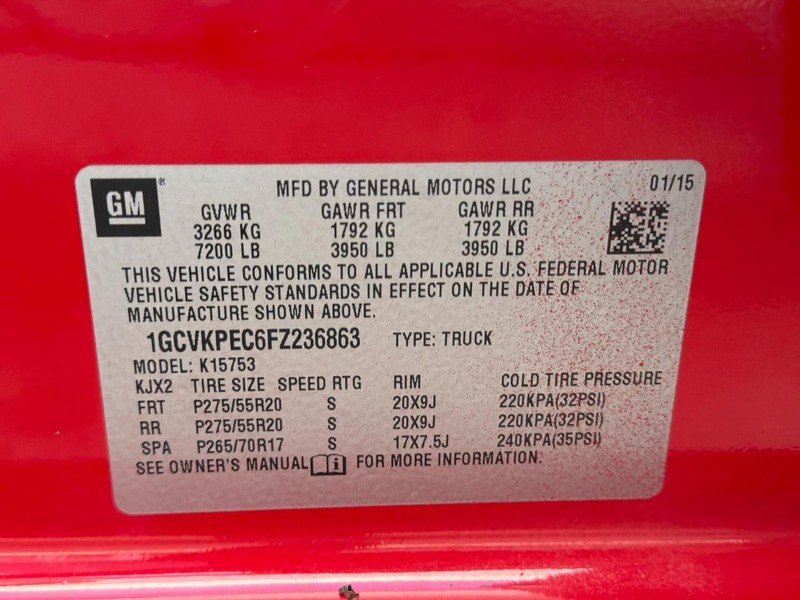 GM MFD BY GENERAL MOTORS LLC 01/15
GVWR GAWR FRT GAWR RR
3266 KG 1792 KG 1792 KG
7200 LB 3950 LB 3950 LB
THIS VEHICLE CONFORMS TO ALL APPLICABLE U.S. FEDERAL MOTOR
VEHICLE SAFETY STANDARDS IN EFFECT ON THE DATE OF
MANUFACTURE SHOWN ABOVE.
1GCVKPEC6FZ236863 TYPE: TRUCK
MODEL: K15753
KJX2 TIRE SIZE SPEED RTG RIM COLD TIRE PRESSURE
FRT P275/55R20 S 20X9J 220KPA(32PSI)
RR P275/55R20 S 20X9J 220KPA(32PSI)
SPA P265/70R17 S 17X7.5J 240KPA(35PSI)
SEE OWNER'S MANUAL FOR MORE INFORMATION.